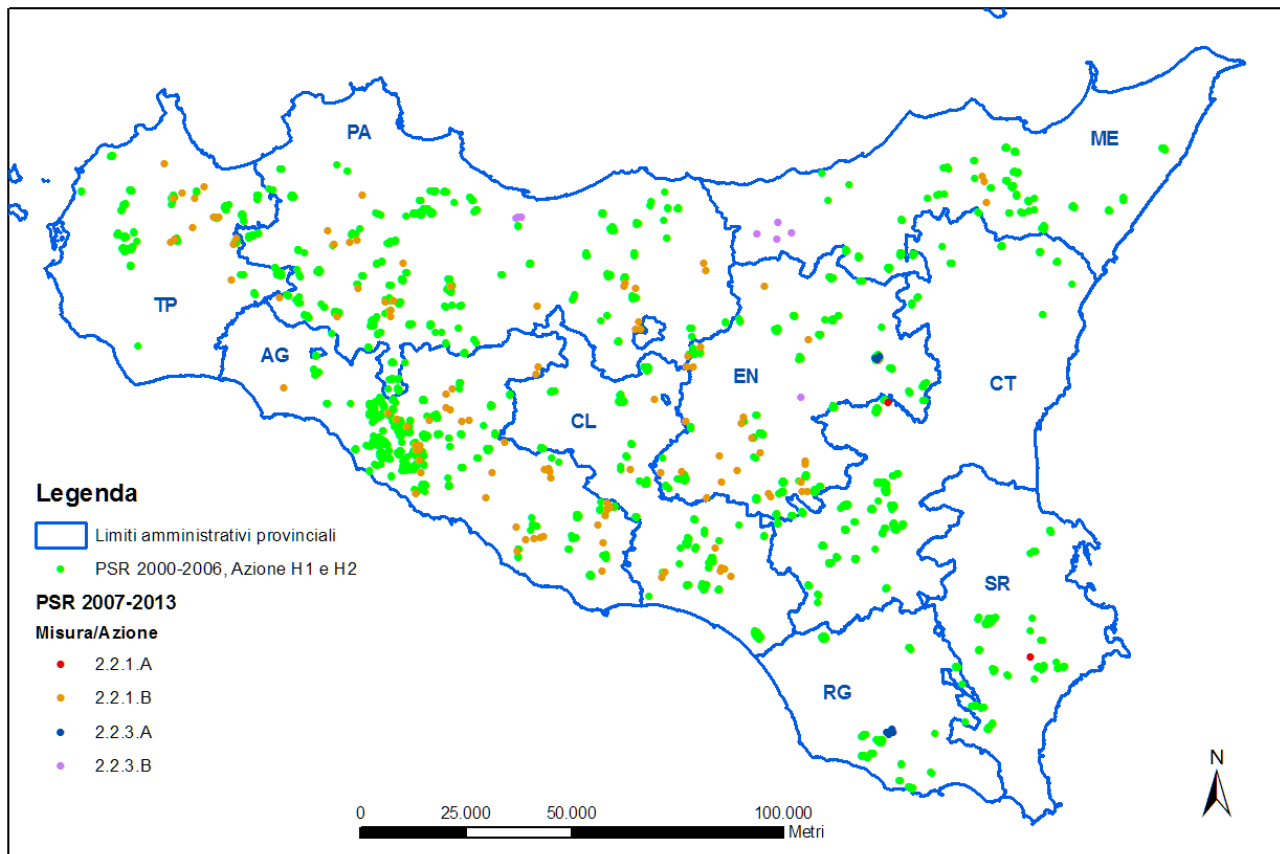 PA
ME
TP
AG
EN
CT
CL
SR
RG
Legenda
Limiti amministrativi provinciali
PSR 2000-2006, Azione H1 e H2
PSR 2007-2013
Misura/Azione
2.2.1.A
2.2.1.B
2.2.3.A
2.2.3.B
N
0 25.000 50.000 100.000
Metri